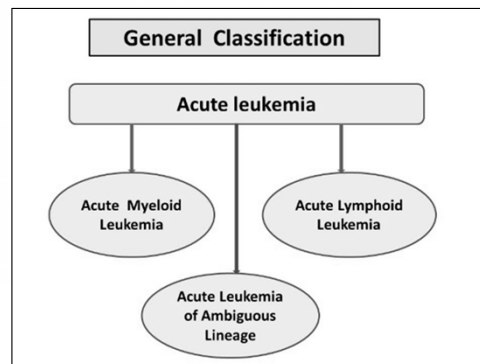 General Classification
Acute leukemia
Acute Myeloid
Leukemia
Acute Lymphoid
Leukemia
Acute Leukemia
of Ambiguous
Lineage